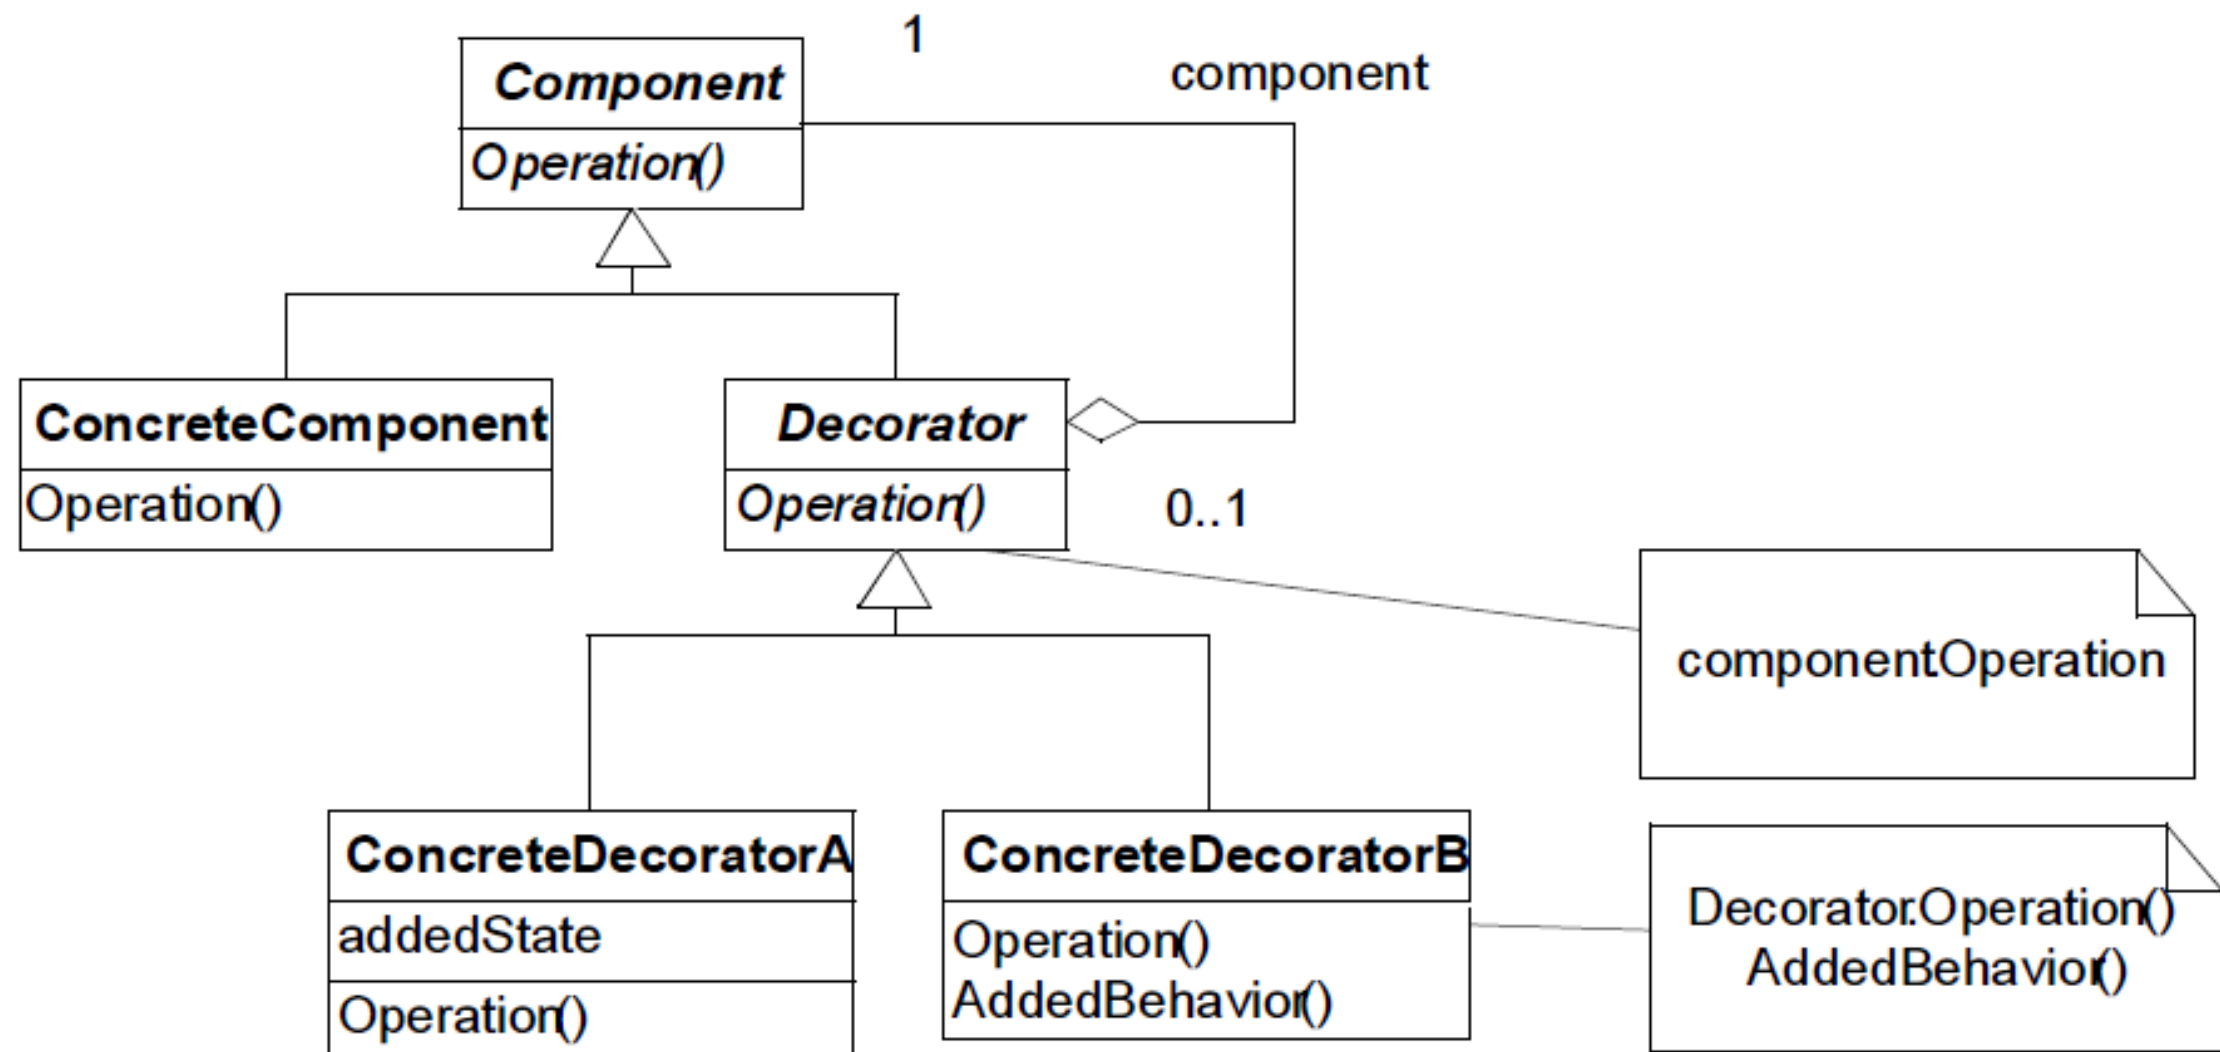 1
Component
component
Operation()
ConcreteComponent
Operation()
Decorator
Operation()
0..1
componentOperation
ConcreteDecoratorA
addedState
Operation()
ConcreteDecoratorB
Operation()
AddedBehavior()
Decorator.Operation()
AddedBehavior()